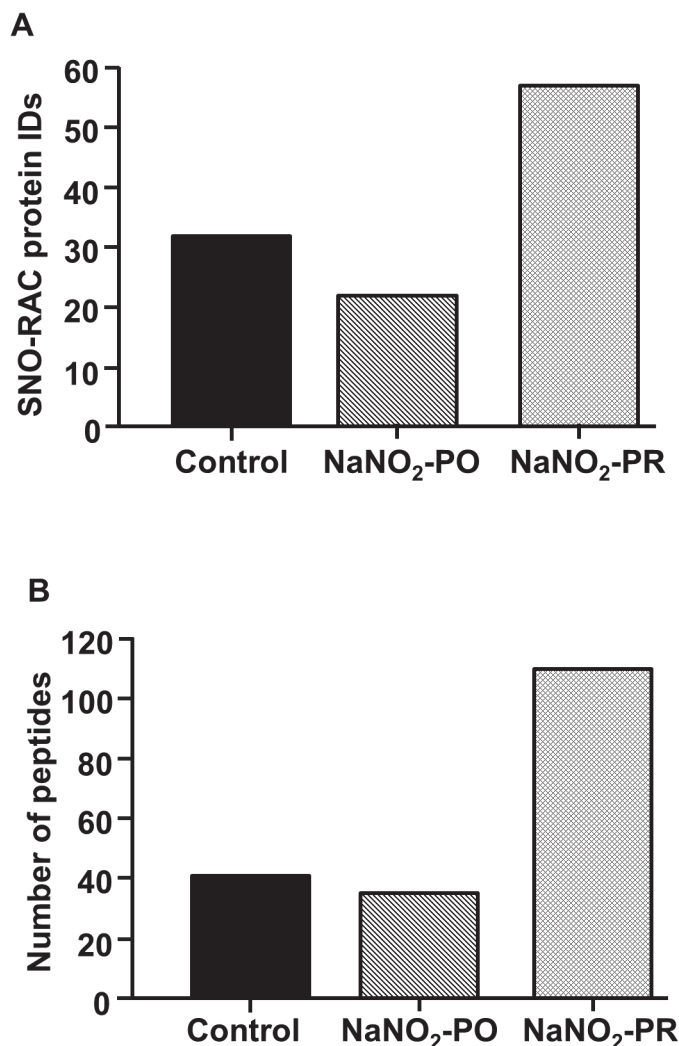 A
SNO-RAC protein IDs
60
50
40
30
20
10
0
Control NaNO₂-PO NaNO₂-PR
B
Number of peptides
120
100
80
60
40
20
0
Control NaNO₂-PO NaNO₂-PR